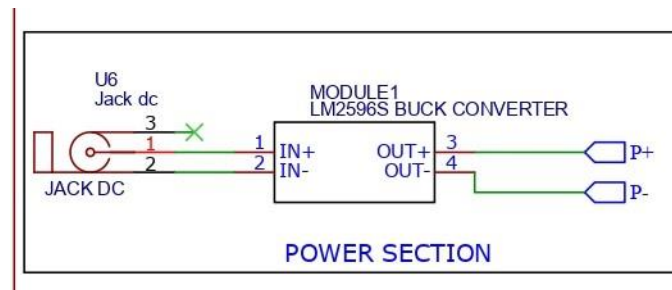 U6
Jack dc
3
1
2
JACK DC
MODULE1
LM2596S BUCK CONVERTER
1 IN+ OUT+ 3
2 IN- OUT- 4
P+
P-
POWER SECTION